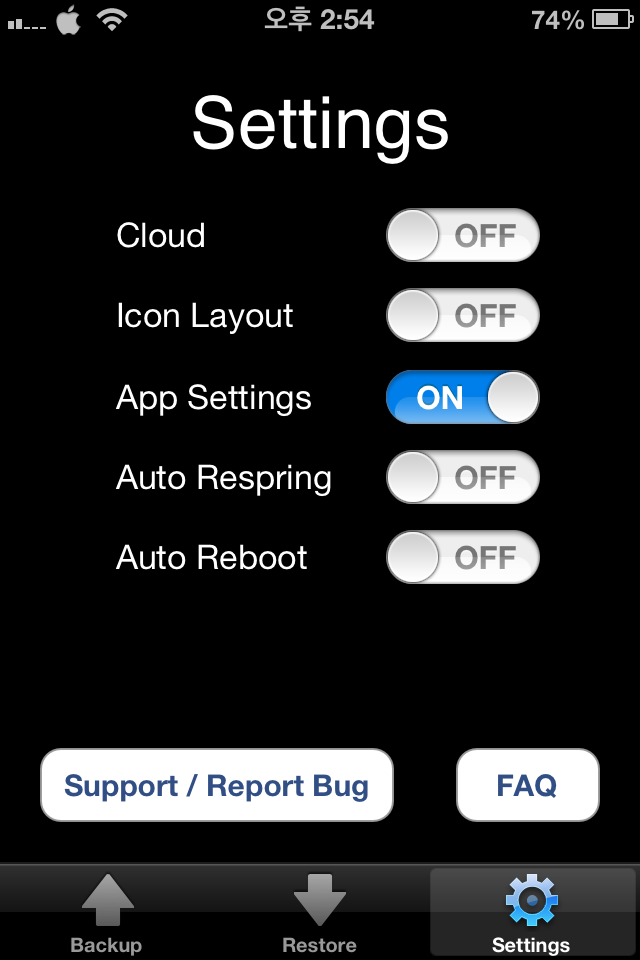 오후 2:54 74%
Settings
Cloud OFF
Icon Layout OFF
App Settings ON
Auto Respring OFF
Auto Reboot OFF
Support / Report Bug FAQ
Backup Restore Settings